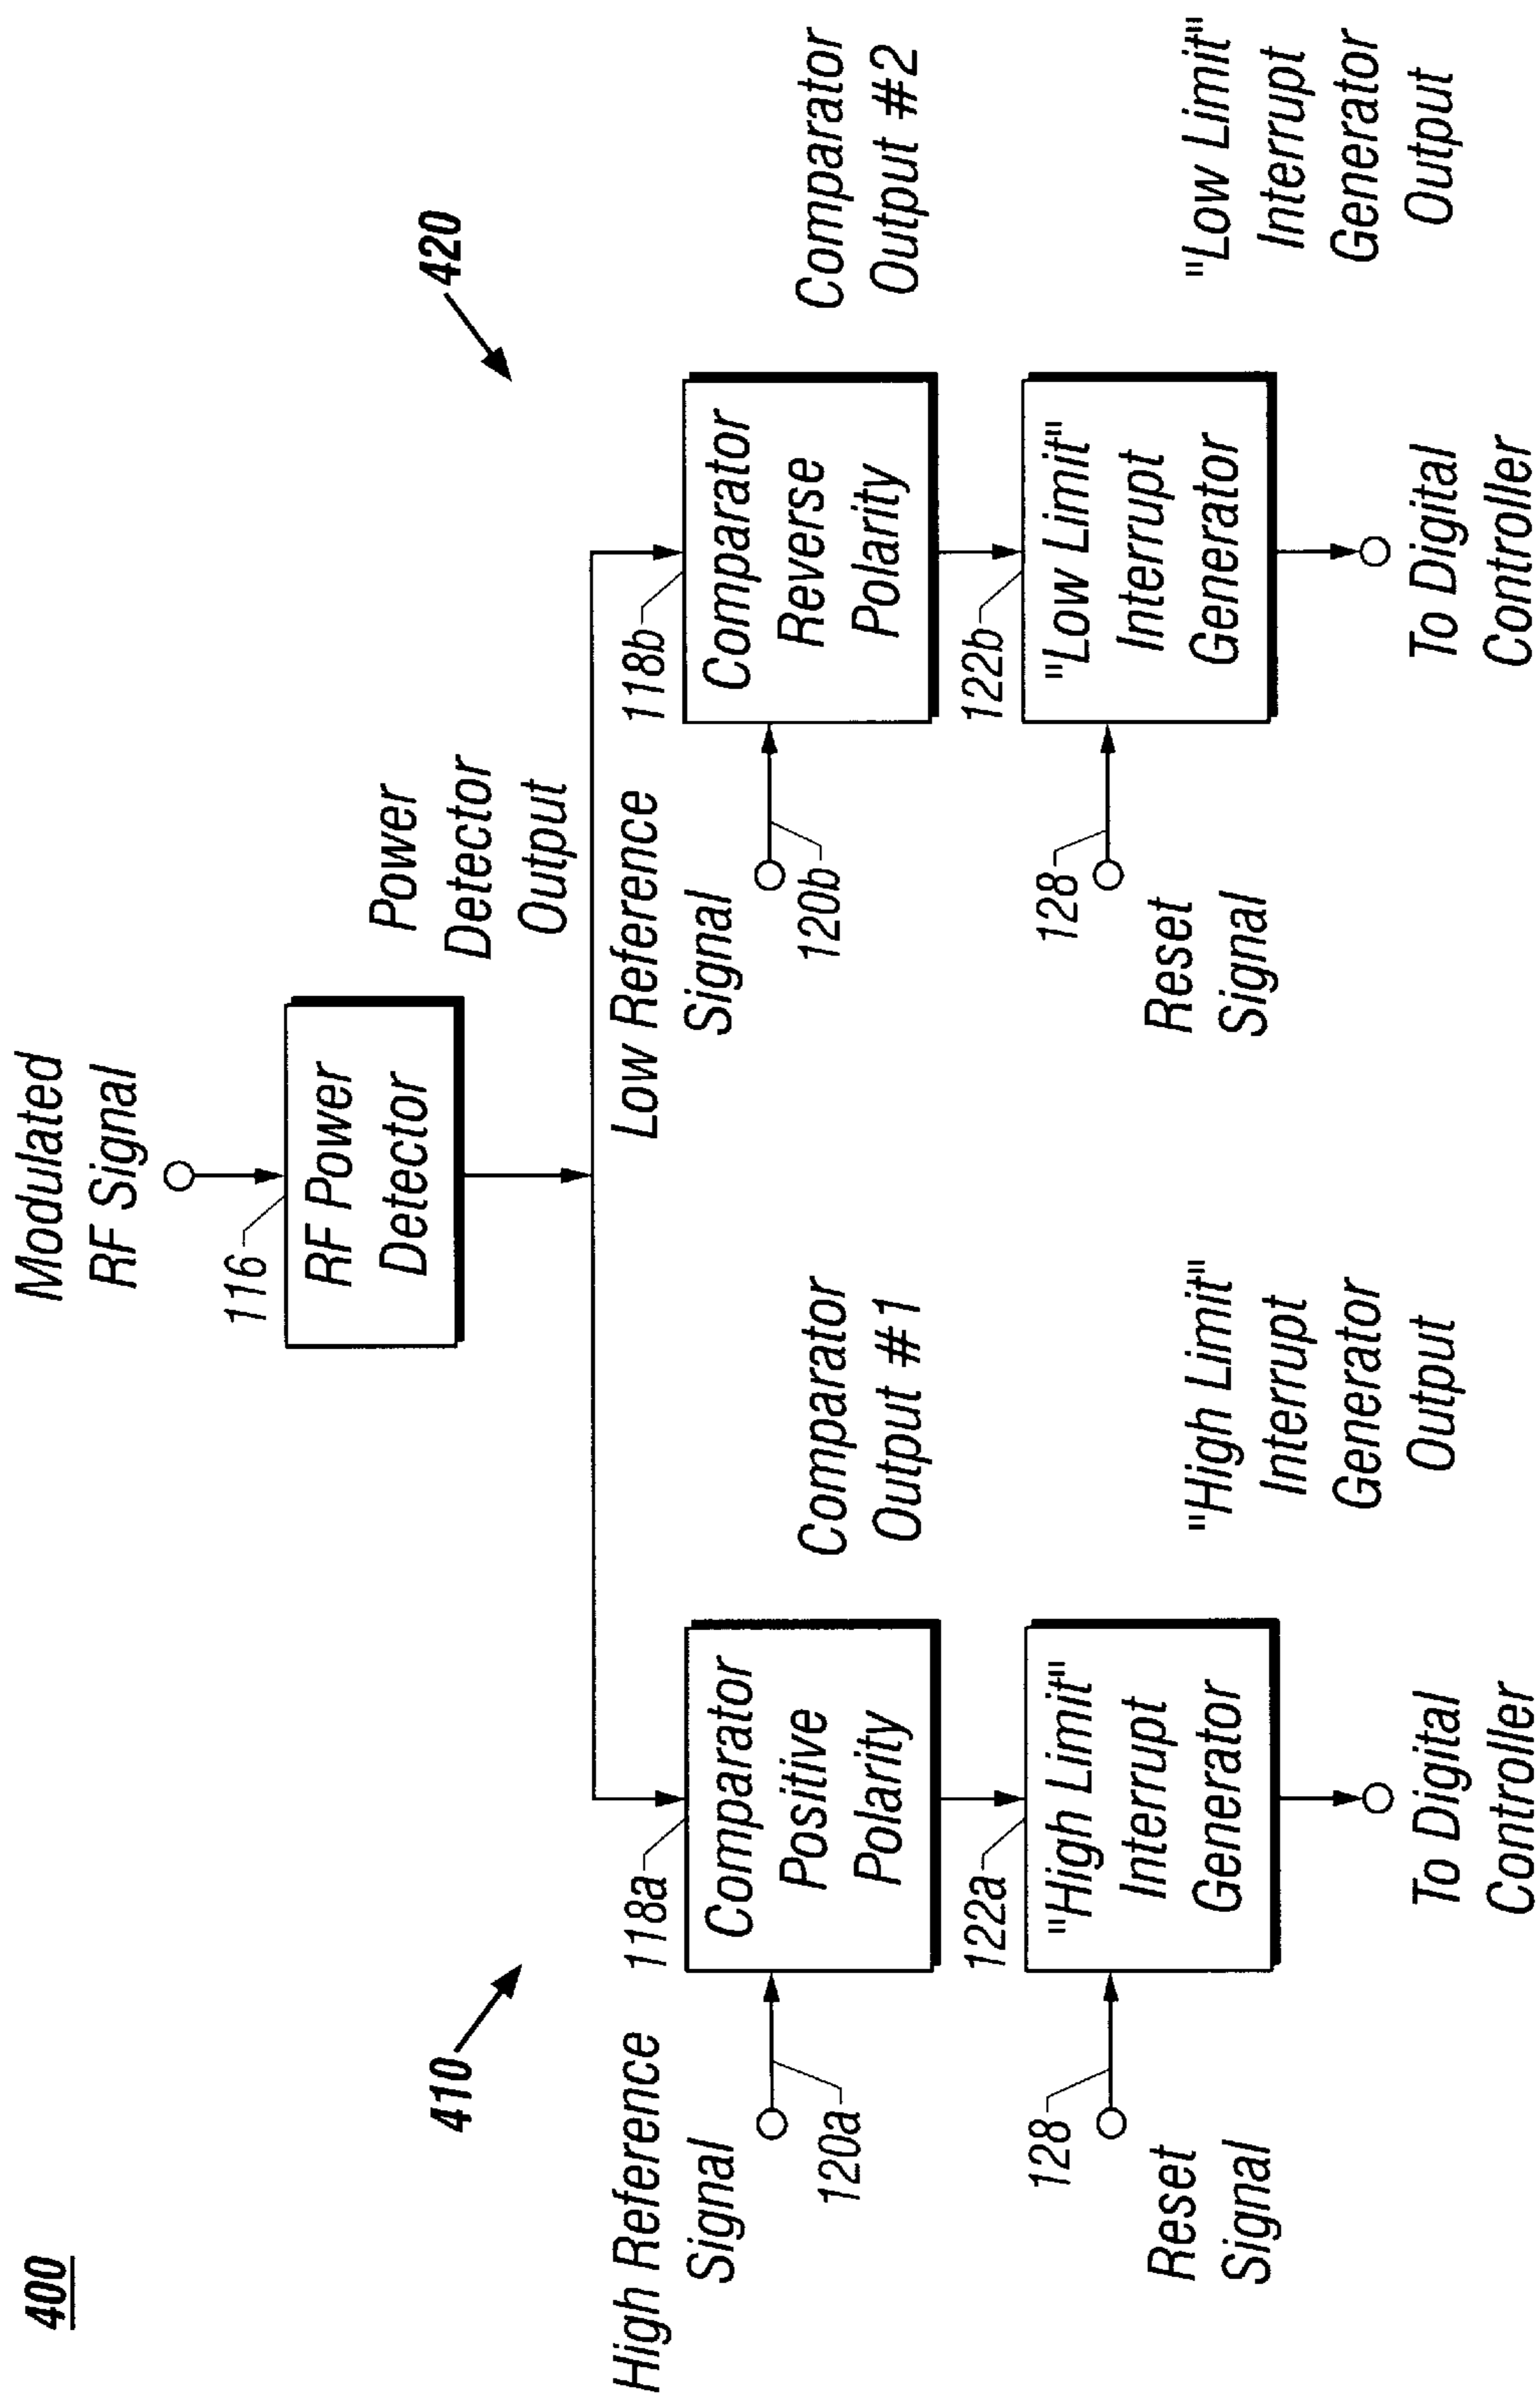 400
Modulated
RF Signal
116
RF Power
Detector
Power
Detector
Output
410
420
High Reference
Signal
120a
118a
Comparator
Positive
Polarity
Comparator
Output #1
Low Reference
Signal
120b
118b
Comparator
Reverse
Polarity
Comparator
Output #2
128
Reset
Signal
122a
"High Limit"
Interrupt
Generator
"High Limit"
Interrupt
Generator
Output
To Digital
Controller
128
Reset
Signal
122b
"Low Limit"
Interrupt
Generator
"Low Limit"
Interrupt
Generator
Output
To Digital
Controller